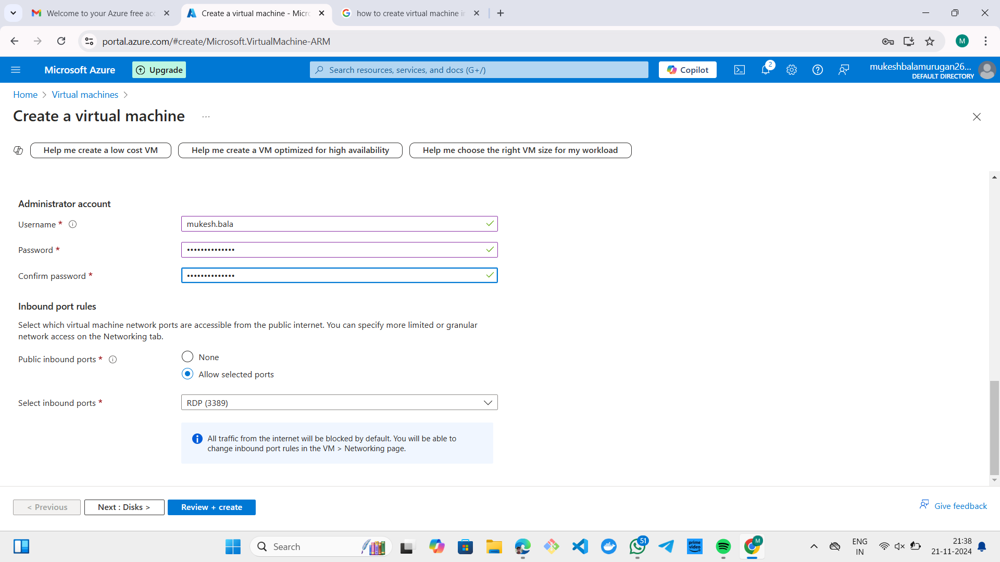 Welcome to your Azure free acc
Create a virtual machine - Micro
how to create virtual machine in
portal.azure.com/#create/Microsoft.VirtualMachine-ARM
M
Microsoft Azure
Upgrade
Search resources, services, and docs (G+/)
Copilot
2
mukeshbalamurugan26...
DEFAULT DIRECTORY
Home > Virtual machines >
Create a virtual machine ...
Help me create a low cost VM
Help me create a VM optimized for high availability
Help me choose the right VM size for my workload
Administrator account
Username *
mukesh.bala
Password *
••••••••••••••
Confirm password *
••••••••••••••
Inbound port rules
Select which virtual machine network ports are accessible from the public internet. You can specify more limited or granular
network access on the Networking tab.
Public inbound ports *
None
Allow selected ports
Select inbound ports *
RDP (3389)
All traffic from the internet will be blocked by default. You will be able to
change inbound port rules in the VM > Networking page.
< Previous
Next : Disks >
Review + create
Give feedback
Search
51
prime
video
M
ENG
IN
21:38
21-11-2024